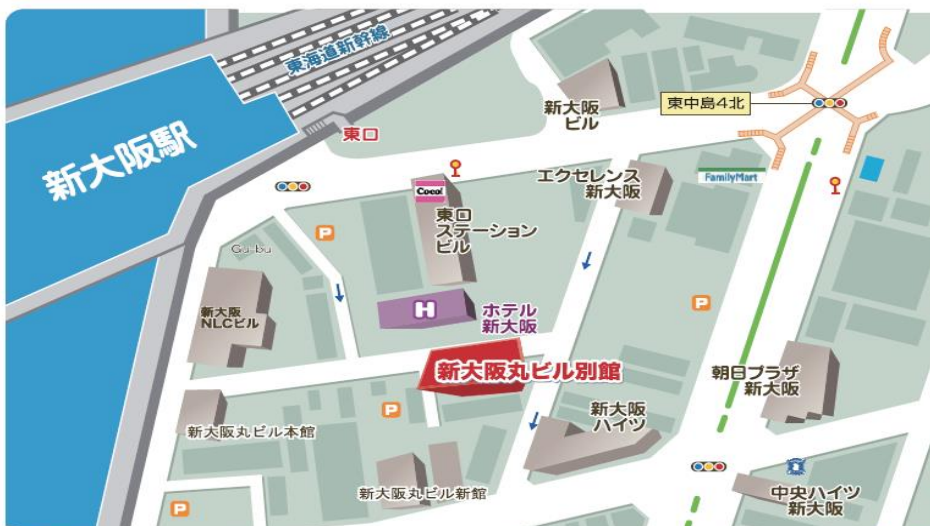 東海道新幹線
新大阪駅
東口
新大阪
ビル
東中島4北
エクセレンス
新大阪
FamilyMart
Coco!
東口
ステーション
ビル
P
Gu-bu
新大阪
NLCビル
H
ホテル
新大阪
P
新大阪丸ビル別館
朝日プラザ
新大阪
P
新大阪
ハイツ
新大阪丸ビル本館
新大阪丸ビル新館
中央ハイツ
新大阪
P